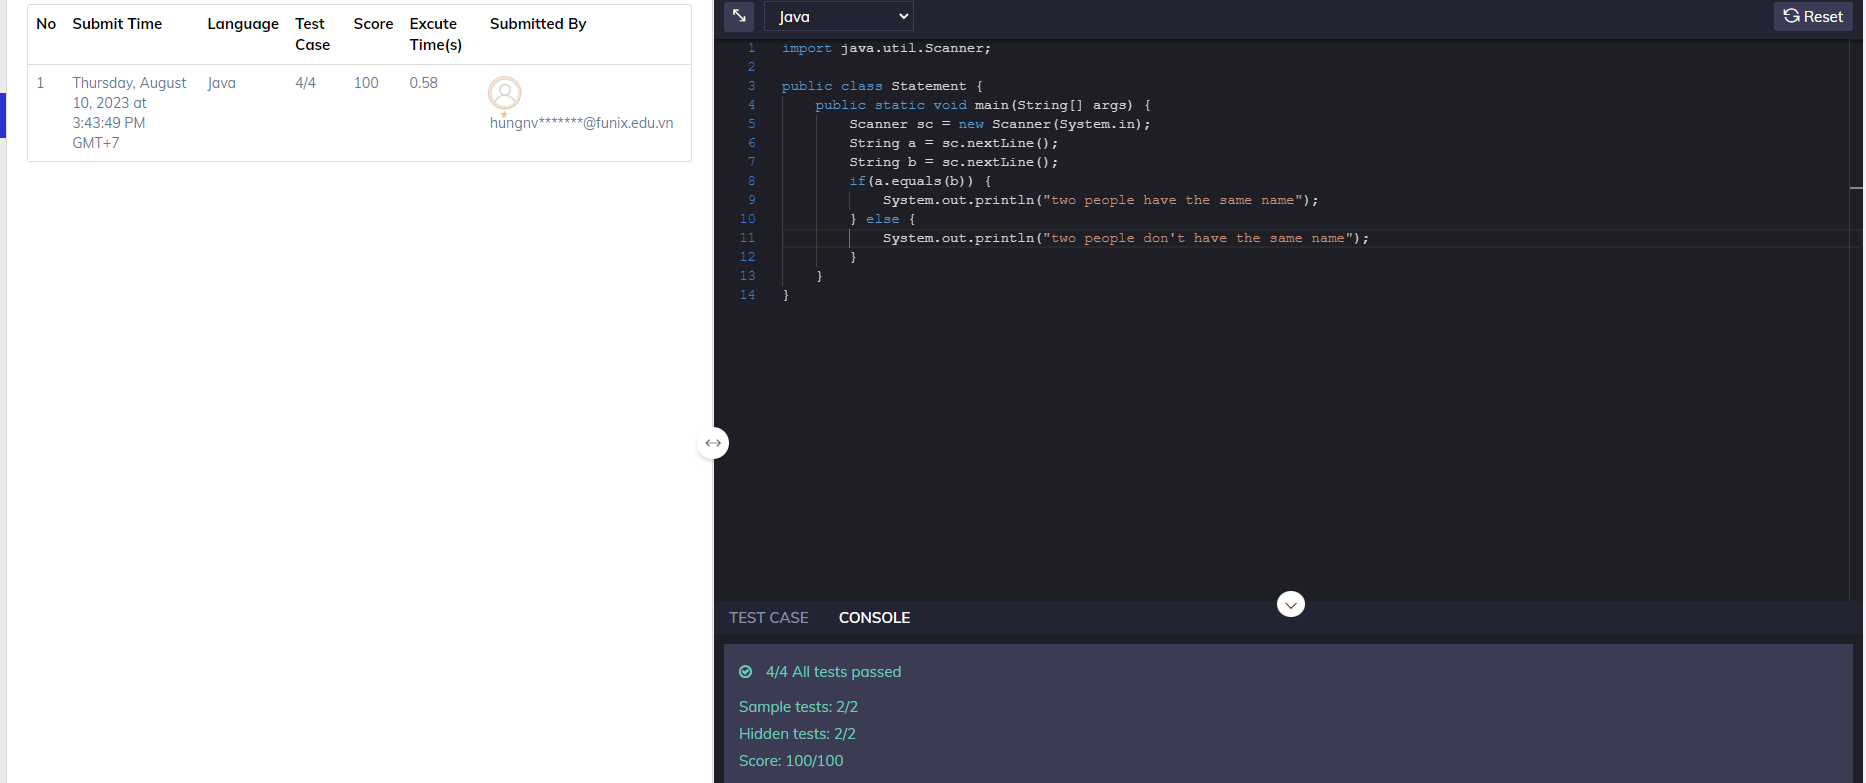 No Submit Time Language Test Case Score Excute Time(s) Submitted By
1 Thursday, August 10, 2023 at 3:43:49 PM GMT+7 Java 4/4 100 0.58 hungnv*******@funix.edu.vn
Java
Reset
1 import java.util.Scanner;
2
3 public class Statement {
4     public static void main(String[] args) {
5         Scanner sc = new Scanner(System.in);
6         String a = sc.nextLine();
7         String b = sc.nextLine();
8         if(a.equals(b)) {
9             System.out.println("two people have the same name");
10         } else {
11             System.out.println("two people don't have the same name");
12         }
13     }
14 }
TEST CASE CONSOLE
4/4 All tests passed
Sample tests: 2/2
Hidden tests: 2/2
Score: 100/100